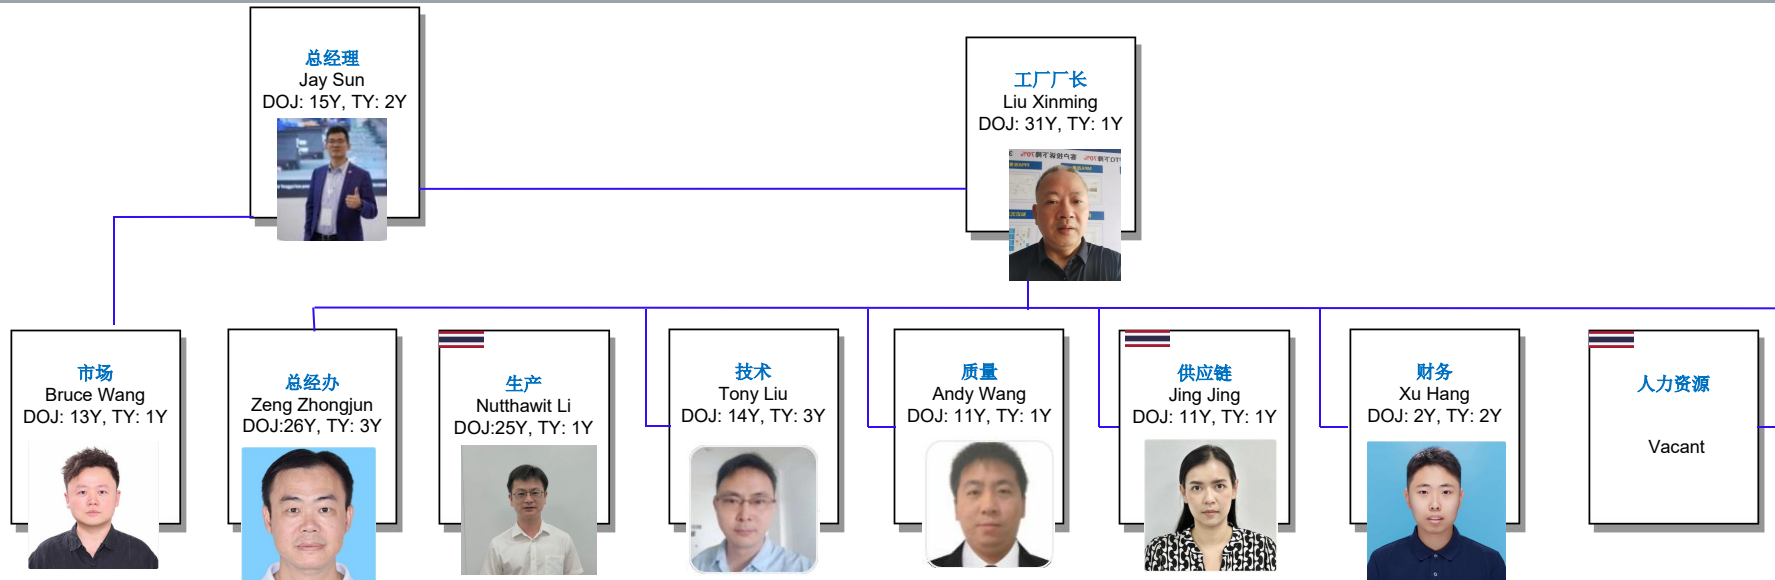 总经理
Jay Sun
DOJ: 15Y, TY: 2Y
工厂厂长
Liu Xinming
DOJ: 31Y, TY: 1Y
市场
Bruce Wang
DOJ: 13Y, TY: 1Y
总经办
Zeng Zhongjun
DOJ:26Y, TY: 3Y
生产
Nutthawit Li
DOJ:25Y, TY: 1Y
技术
Tony Liu
DOJ: 14Y, TY: 3Y
质量
Andy Wang
DOJ: 11Y, TY: 1Y
供应链
Jing Jing
DOJ: 11Y, TY: 1Y
财务
Xu Hang
DOJ: 2Y, TY: 2Y
人力资源
Vacant